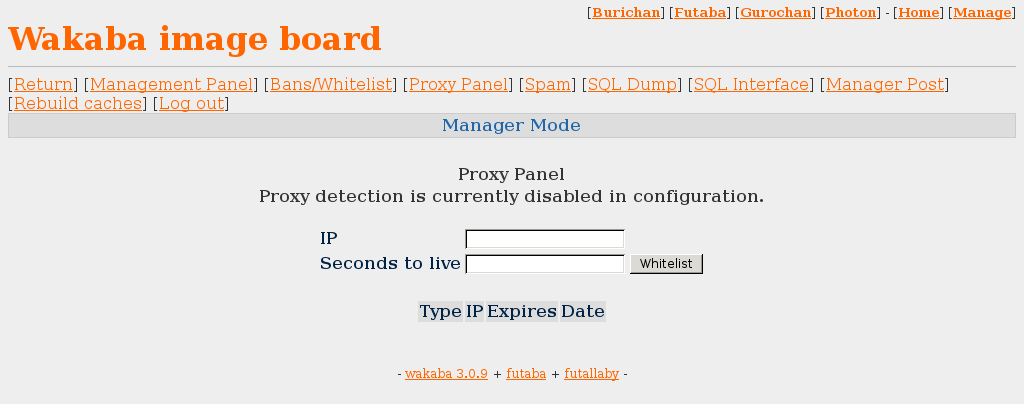 [Burichan] [Futaba] [Gurochan] [Photon] - [Home] [Manage]
Wakaba image board
[Return] [Management Panel] [Bans/Whitelist] [Proxy Panel] [Spam] [SQL Dump] [SQL Interface] [Manager Post]
[Rebuild caches] [Log out]
Manager Mode
Proxy Panel
Proxy detection is currently disabled in configuration.
IP
Seconds to live Whitelist
Type IP Expires Date
- wakaba 3.0.9 + futaba + futallaby -